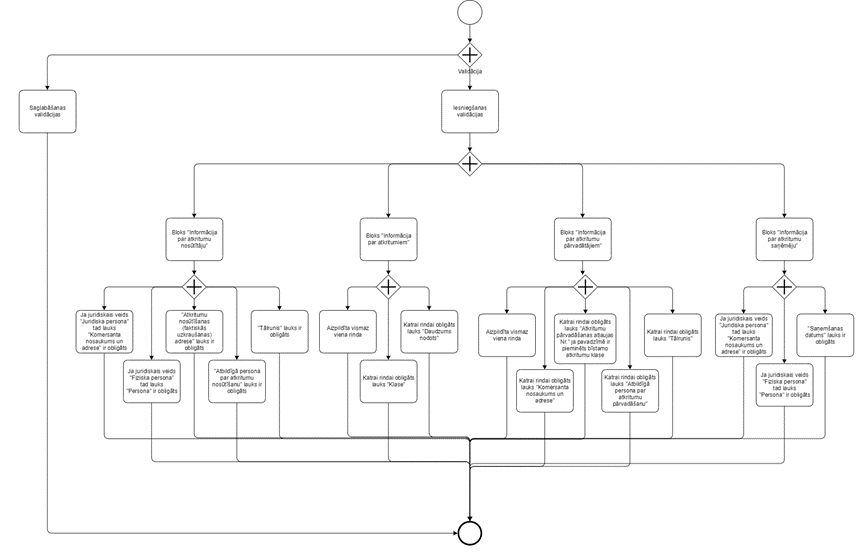 Validācija
Saglabāšanas
validācijas
Iesniegšanas
validācijas
Bloks "Informācija
par atkritumu
nosūtītāju"
Bloks "Informācija
par atkritumiem"
Bloks "Informācija
par atkritumu
pārvadātājiem"
Bloks "Informācija
par atkritumu
saņēmēju"
Ja juridiskais veids
"Juridiska persona"
tad lauks
"Komersanta
nosaukums un
adrese" ir obligāts
"Atkritumu
nosūtīšanas
(faktiskās
uzkraušanas)
adrese" lauks ir
obligāts
"Tālrunis" lauks ir
obligāts
Ja juridiskais veids
"Fiziska persona"
tad lauks
"Persona" ir
obligāts
"Atbildīgā persona
par atkritumu
nosūtīšanu" lauks ir
obligāts
Aizpildīta vismaz
viena rinda
Katrai rindai obligāts
lauks "Daudzums
nodots"
Katrai rindai obligāts
lauks "Klase"
Aizpildīta vismaz
viena rinda
Katrai rindai obligāts
lauks "Atkritumu
pārvadāšanas atļaujas
Nr." ja pavadzīmē ir
pieminēts bīstamo
atkritumu klase
Katrai rindai obligāts
lauks "Tālrunis"
Katrai rindai obligāts
lauks "Komersanta
nosaukums un
adrese"
Katrai rindai obligāts
lauks "Atbildīgā
persona par
atkritumu
pārvadāšanu"
Ja juridiskais veids
"Juridiska persona"
tad lauks
"Komersanta
nosaukums un
adrese" ir obligāts
"Saņemšanas
datums" lauks ir
obligāts
Ja juridiskais veids
"Fiziska persona"
tad lauks
"Persona" ir obligāts